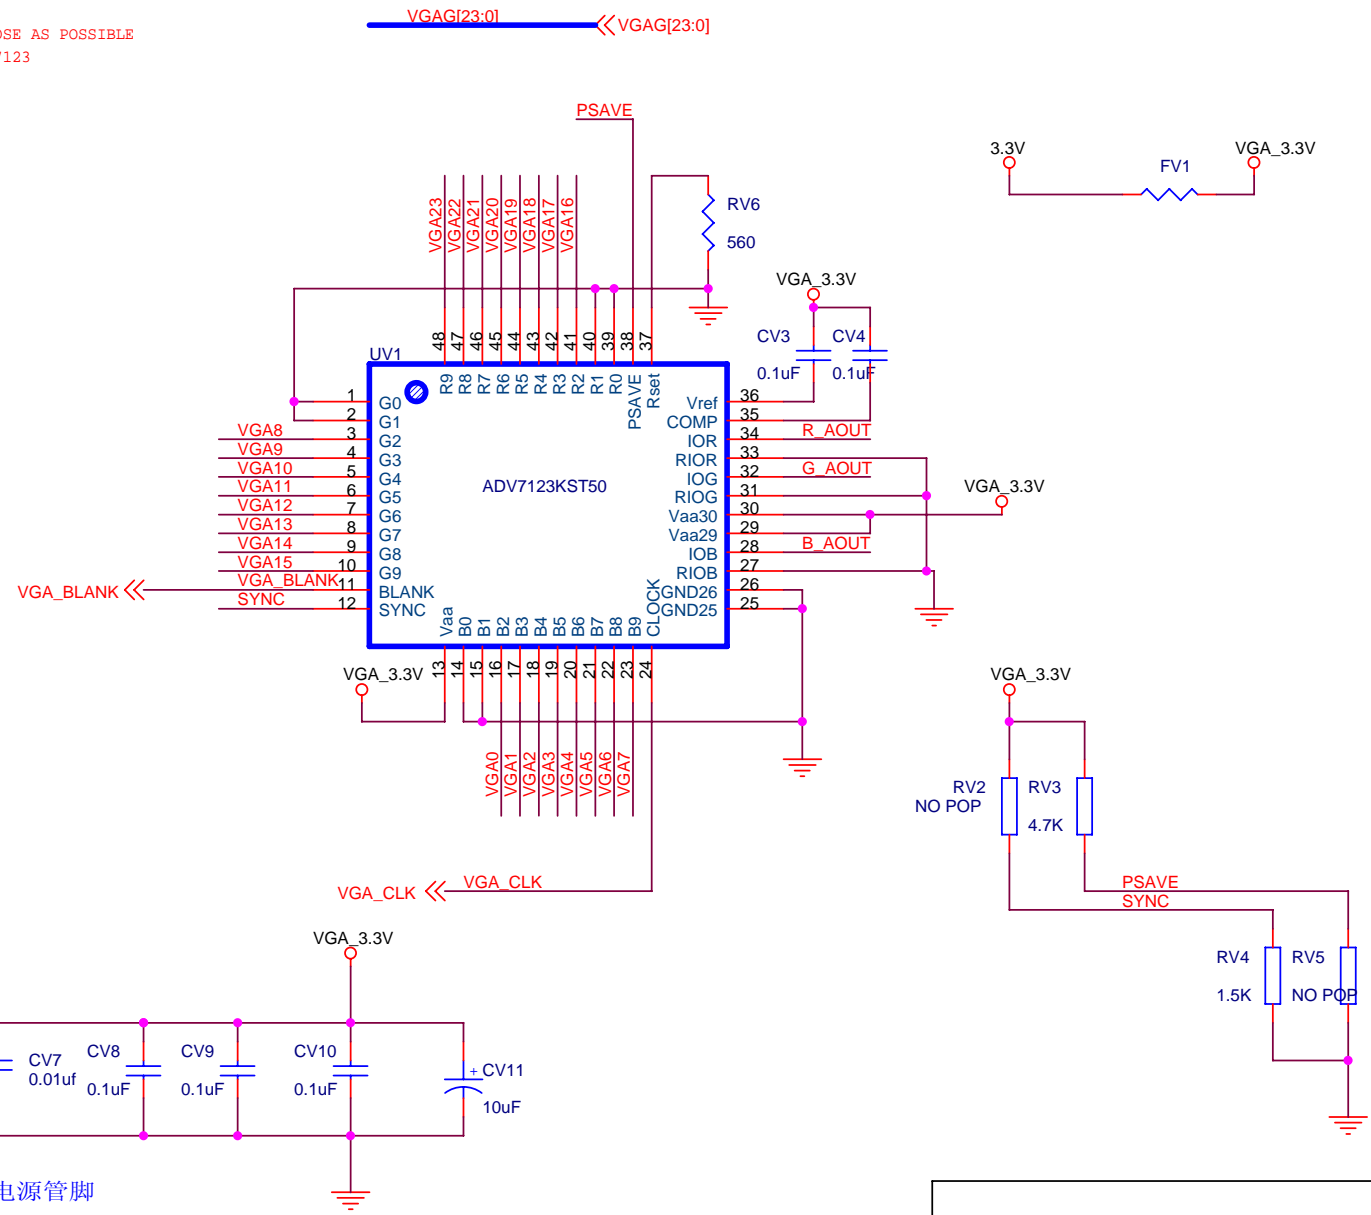 VGAG[23:0]
VGAG[23:0]
OSE AS POSSIBLE
7123
PSAVE
3.3V
VGA_3.3V
FV1
VGA23
VGA22
VGA21
VGA20
VGA19
VGA18
VGA17
VGA16
RV6
560
VGA_3.3V
CV3
CV4
0.1uF
0.1uF
UV1
48
47
46
45
44
43
42
41
40
39
38
37
R9
R8
R7
R6
R5
R4
R3
R2
R1
R0
PSAVE
Rset
1
G0
2
G1
VGA8
3
G2
VGA9
4
G3
VGA10
5
G4
VGA11
6
G5
VGA12
7
G6
VGA13
8
G7
VGA14
9
G8
VGA15
10
G9
VGA_BLANK
VGA_BLANK
11
BLANK
SYNC
12
SYNC
ADV7123KST50
Vref
36
COMP
35
IOR
34
R_AOUT
RIOR
33
IOG
32
G_AOUT
RIOG
31
Vaa30
30
VGA_3.3V
Vaa29
29
IOB
28
B_AOUT
RIOB
27
GND26
26
GND25
25
Vaa
B0
B1
B2
B3
B4
B5
B6
B7
B8
B9
CLOCK
13
14
15
16
17
18
19
20
21
22
23
24
VGA_3.3V
VGA0
VGA1
VGA2
VGA3
VGA4
VGA5
VGA6
VGA7
VGA_CLK
VGA_CLK
VGA_3.3V
RV2
NO POP
RV3
4.7K
PSAVE
SYNC
RV4
1.5K
RV5
NO POP
VGA_3.3V
CV7
0.01uf
CV8
0.1uF
CV9
0.1uF
CV10
0.1uF
+ CV11
10uF
电源管脚